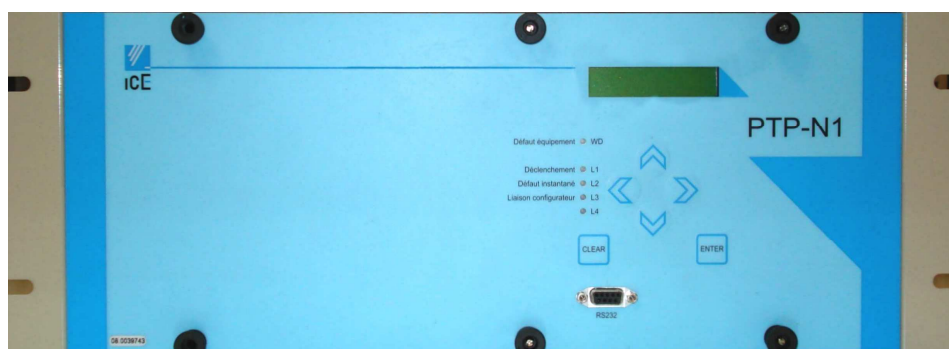 ICE
PTP-N1
Défaut équipement WD
Déclenchement L1
Défaut instantané L2
Liaison configurateur L3
L4
CLEAR
ENTER
RS232
08.0039743